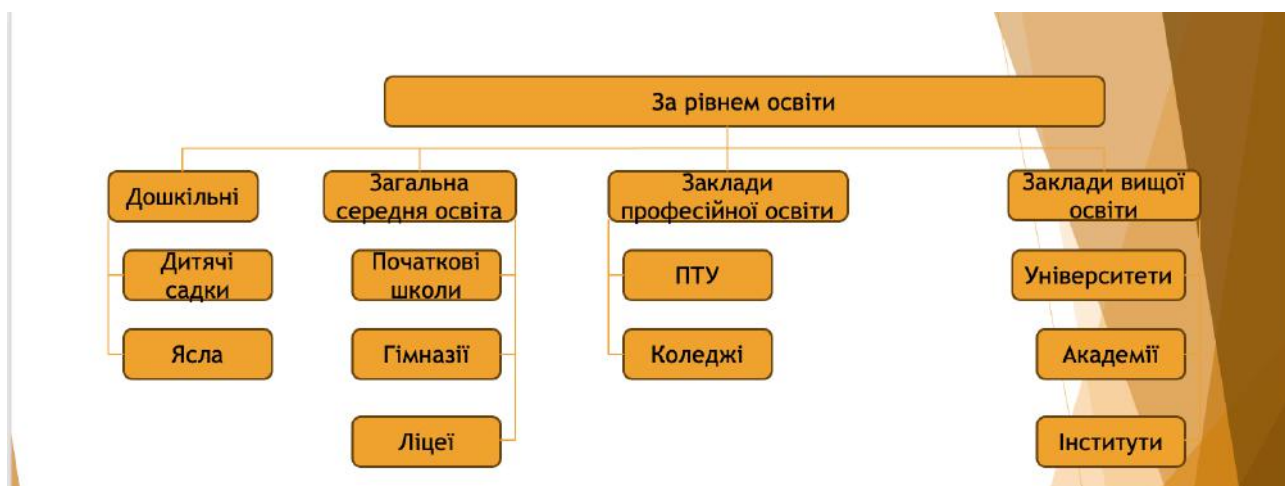 За рівнем освіти
Дошкільні
Загальна
середня освіта
Заклади
професійної освіти
Заклади вищої
освіти
Дитячі
садки
Початкові
школи
ПТУ
Університети
Ясла
Гімназії
Коледжі
Академії
Ліцеї
Інститути